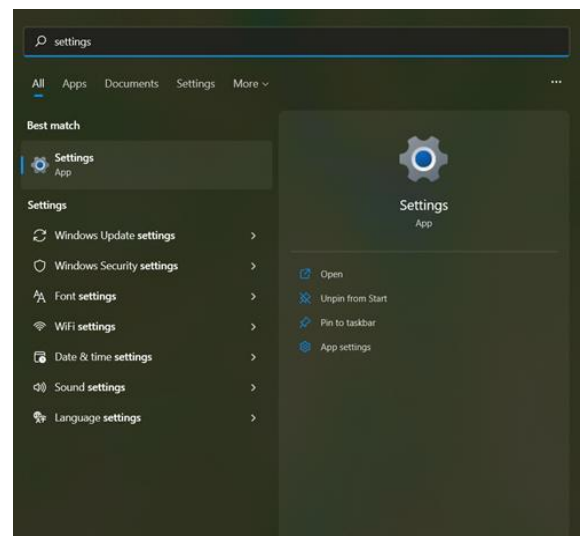 settings
All Apps Documents Settings More
Best match
Settings
App
Settings
Windows Update settings
Windows Security settings
Font settings
WiFi settings
Date & time settings
Sound settings
Language settings
Settings
App
Open
Unpin from Start
Pin to taskbar
App settings